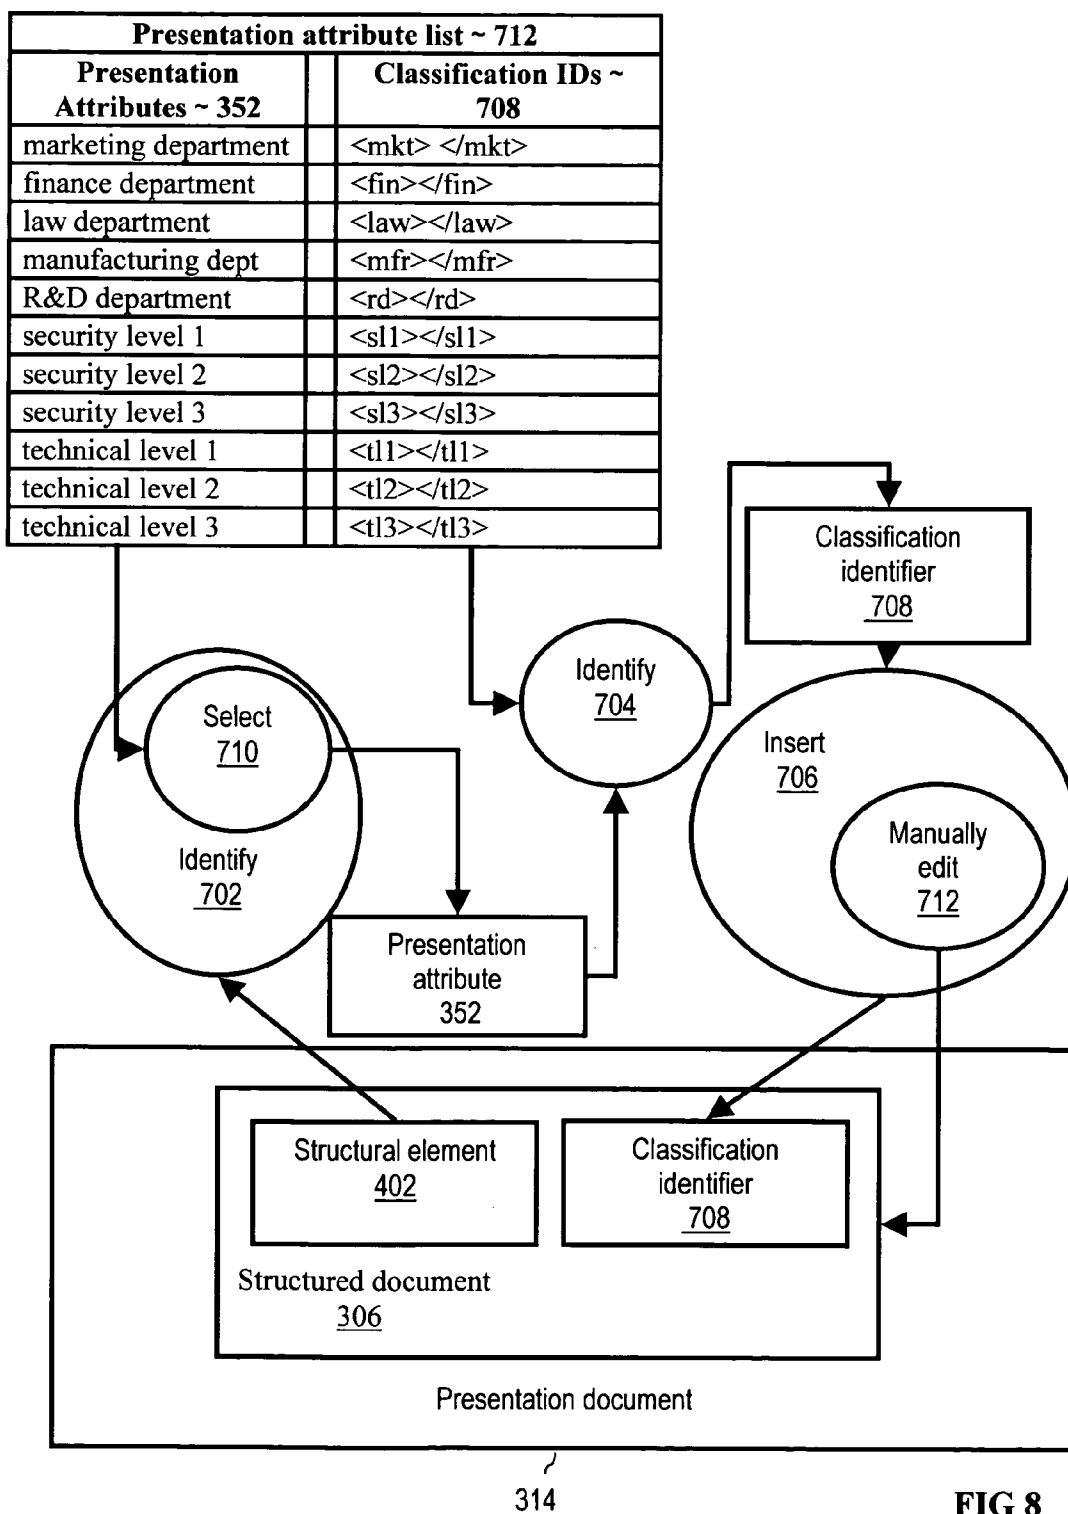 Presentation attribute list ~ 712
Presentation Attributes ~ 352 Classification IDs ~ 708
marketing department <mkt> </mkt>
finance department <fin></fin>
law department <law></law>
manufacturing dept <mfr></mfr>
R&D department <rd></rd>
security level 1 <sl1></sl1>
security level 2 <sl2></sl2>
security level 3 <sl3></sl3>
technical level 1 <tl1></tl1>
technical level 2 <tl2></tl2>
technical level 3 <tl3></tl3>
Classification
identifier
708
Identify
704
Select
710
Insert
706
Identify
702
Manually
edit
712
Presentation
attribute
352
Structural element
402
Classification
identifier
708
Structured document
306
Presentation document
314
FIG 8